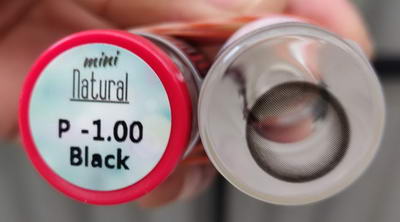 mini
Natural
P -1.00
Black